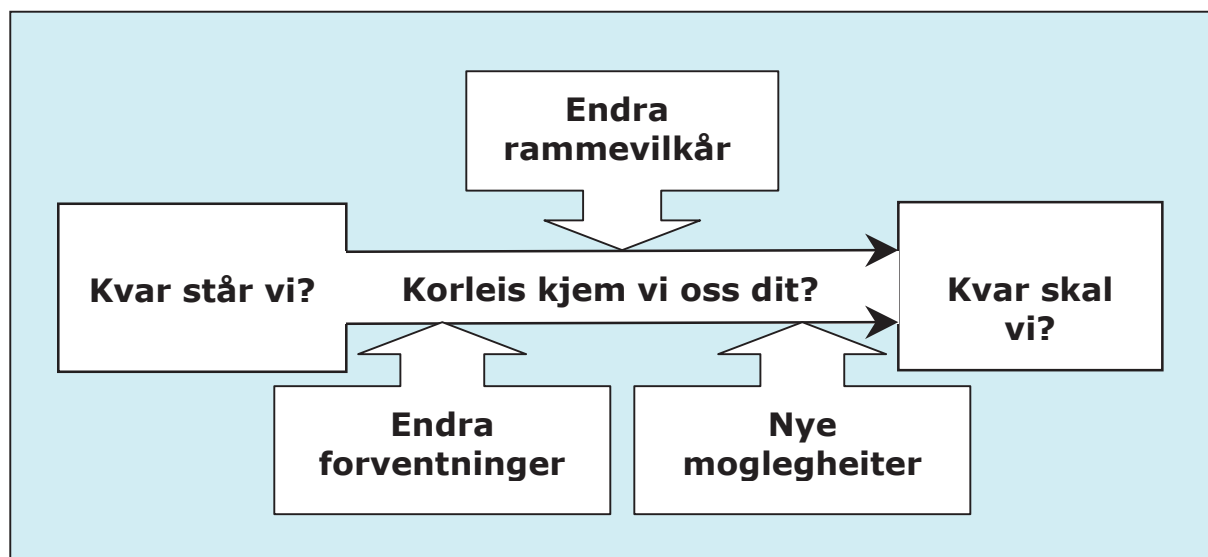 Endra
rammevilkår
Kvar står vi?
Korleis kjem vi oss dit?
Kvar skal
vi?
Endra
forventninger
Nye
moglegheiter